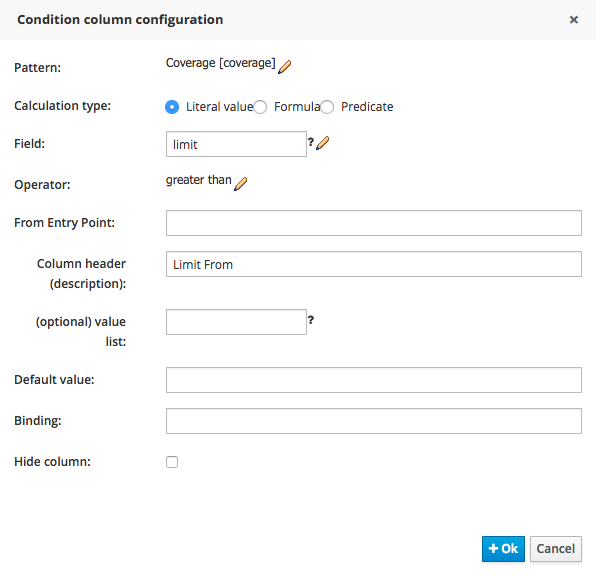 Condition column configuration ×
Pattern: Coverage [coverage]
Calculation type: Literal value Formula Predicate
Field: limit ?
Operator: greater than
From Entry Point:
Column header Limit From
(description):
(optional) value ?
list:
Default value:
Binding:
Hide column:
+ Ok Cancel